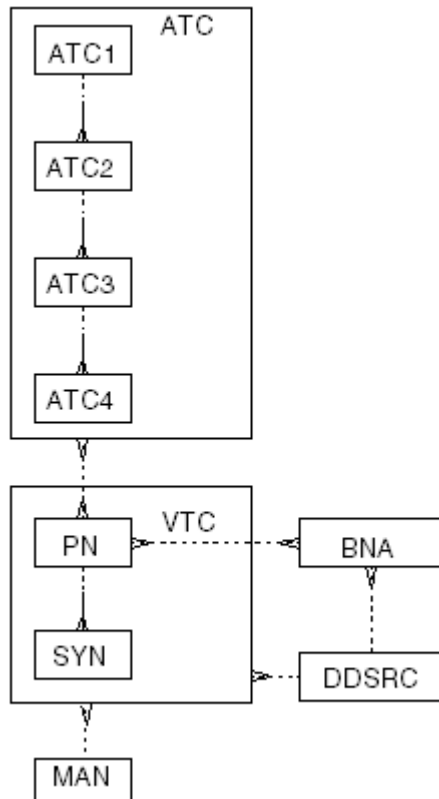 ATC
ATC1
ATC2
ATC3
ATC4
VTC
PN
BNA
SYN
DDSRC
MAN